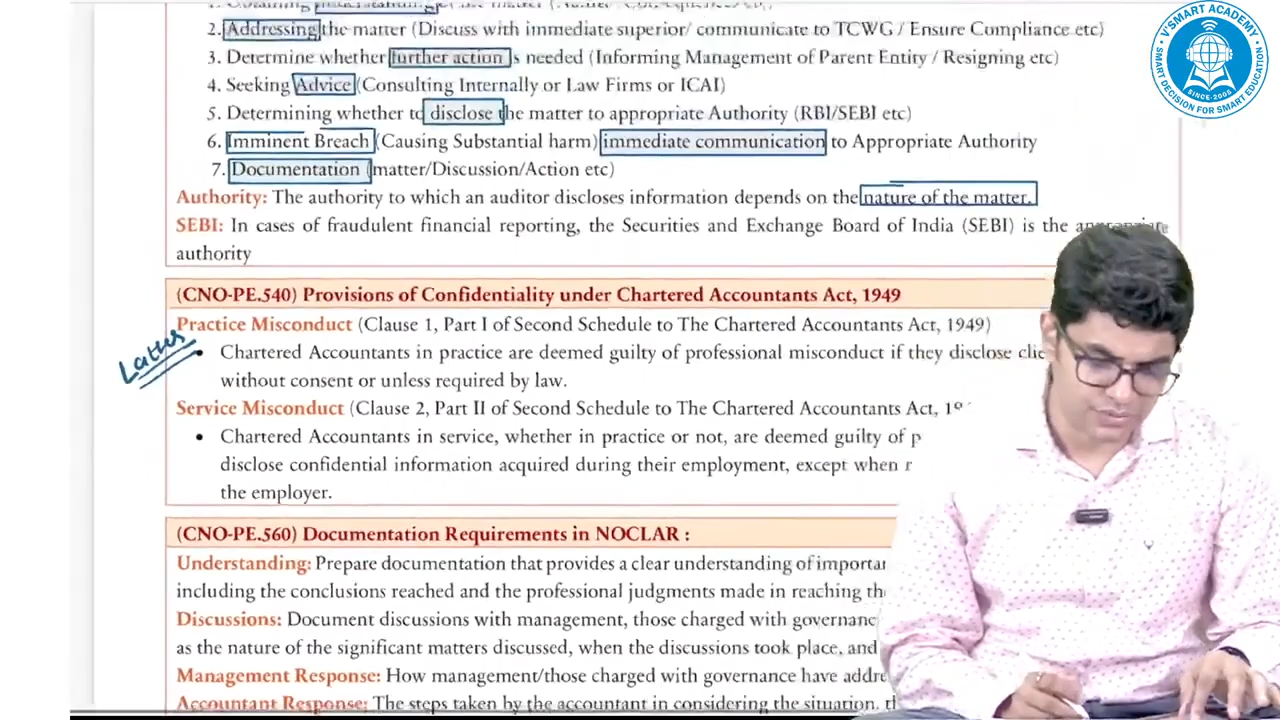 2. Addressing the matter (Discuss with immediate superior/ communicate to TCWG / Ensure Compliance etc)
3. Determine whether further action is needed (Informing Management of Parent Entity / Resigning etc)
4. Seeking Advice (Consulting Internally or Law Firms or ICAI)
5. Determining whether to disclose the matter to appropriate Authority (RBI/SEBI etc)
6. Imminent Breach (Causing Substantial harm) immediate communication to Appropriate Authority
7. Documentation (matter/Discussion/Action etc)
Authority: The authority to which an auditor discloses information depends on the nature of the matter.
SEBI: In cases of fraudulent financial reporting, the Securities and Exchange Board of India (SEBI) is the
authority
(CNO-PE.540) Provisions of Confidentiality under Chartered Accountants Act, 1949
Practice Misconduct (Clause 1, Part I of Second Schedule to The Chartered Accountants Act, 1949)
• Chartered Accountants in practice are deemed guilty of professional misconduct if they disclose
without consent or unless required by law.
Service Misconduct (Clause 2, Part II of Second Schedule to The Chartered Accountants Act,
• Chartered Accountants in service, whether in practice or not, are deemed guilty of
disclose confidential information acquired during their employment, except when
the employer.
(CNO-PE.560) Documentation Requirements in NOCLAR :
Understanding: Prepare documentation that provides a clear understanding of
including the conclusions reached and the professional judgments made in reaching
Discussions: Document discussions with management, those charged with
as the nature of the significant matters discussed, when the discussions took place, and
Management Response: How management/those charged with governance have
Accountant Response: The steps taken by the accountant in considering the situation,
V'SMART ACADEMY
SMART DECISION FOR SMART EDUCATION
SINCE-2005